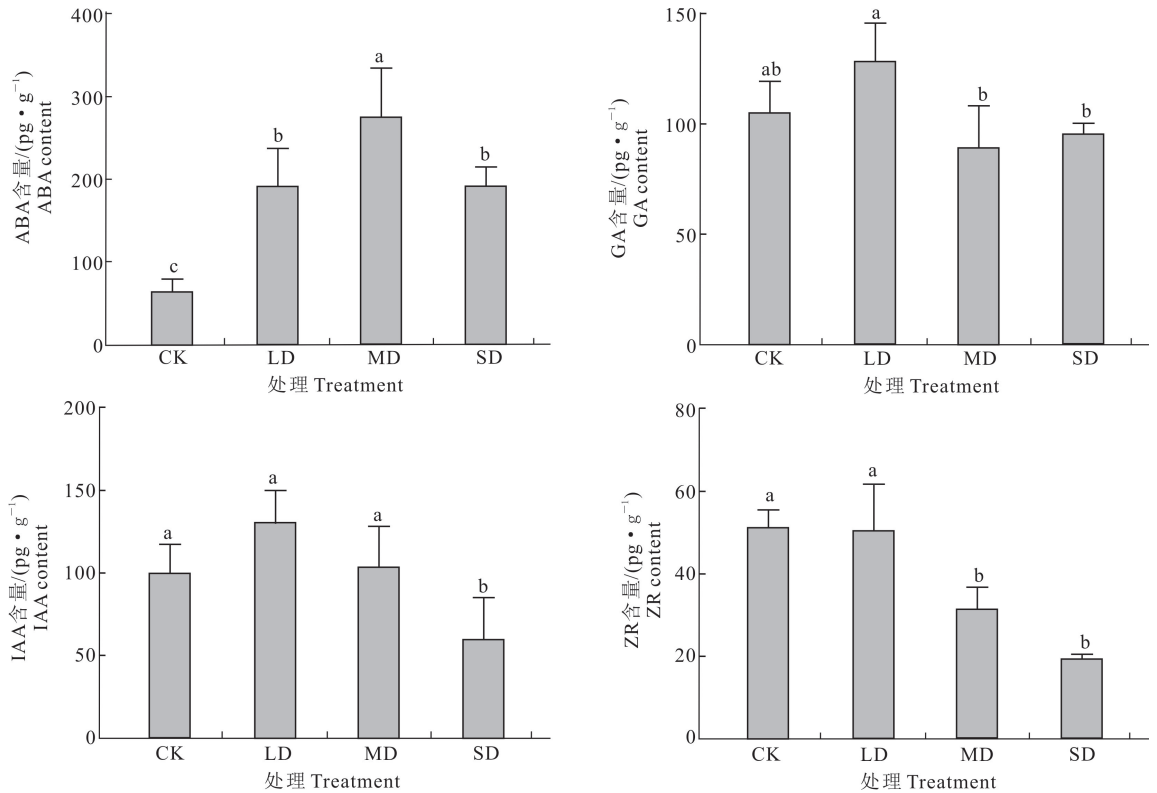 ABA含量/(pg·g⁻¹)
ABA content
400
300
200
100
0
a
b
b
c
CK LD MD SD
处理 Treatment
GA含量/(pg·g⁻¹)
GA content
150
100
50
0
a
ab
b
b
CK LD MD SD
处理 Treatment
IAA含量/(pg·g⁻¹)
IAA content
200
150
100
50
0
a
a
a
b
CK LD MD SD
处理 Treatment
ZR含量/(pg·g⁻¹)
ZR content
80
60
40
20
0
a
a
b
b
CK LD MD SD
处理 Treatment